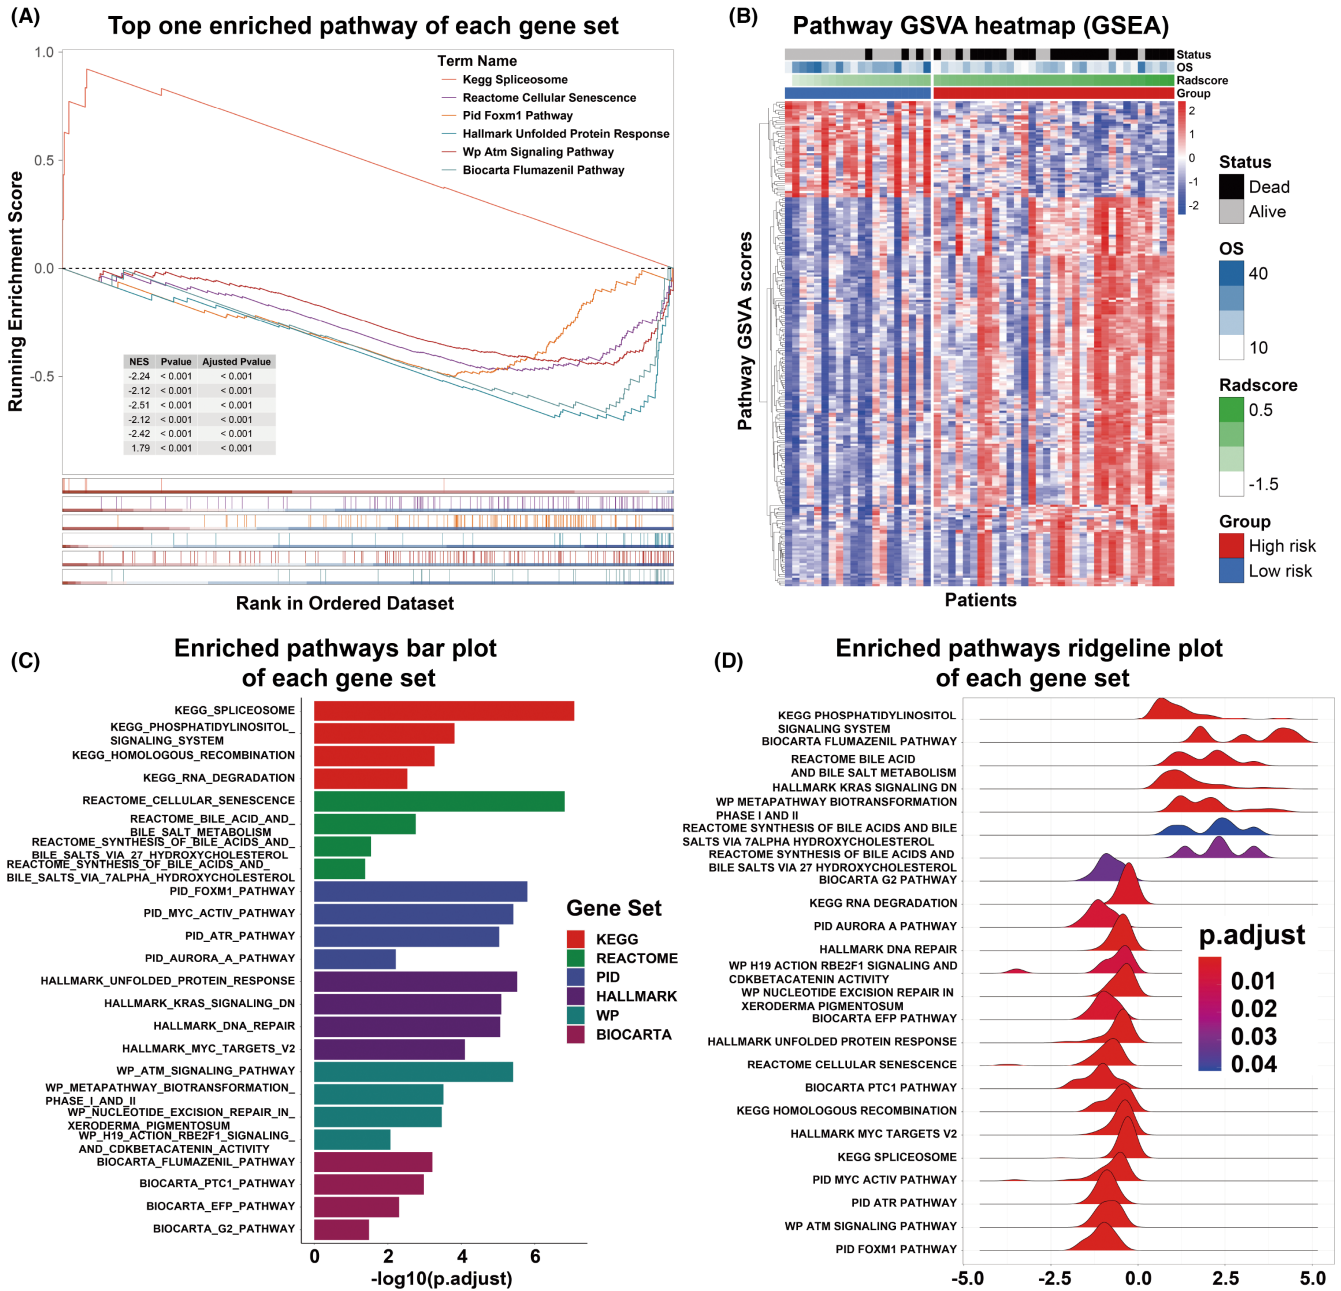 (A)
Top one enriched pathway of each gene set
Running Enrichment Score
1.0
0.5
0.0
-0.5
Term Name
Kegg Spliceosome
Reactome Cellular Senescence
Pid Foxm1 Pathway
Hallmark Unfolded Protein Response
Wp Atm Signaling Pathway
Biocarta Flumazenil Pathway
NES Pvalue Ajusted Pvalue
-2.24 < 0.001 < 0.001
-2.12 < 0.001 < 0.001
-2.51 < 0.001 < 0.001
-2.12 < 0.001 < 0.001
-2.42 < 0.001 < 0.001
1.79 < 0.001 < 0.001
Rank in Ordered Dataset
(B)
Pathway GSVA heatmap (GSEA)
Status
OS
Radscore
Group
2
1
0
-1
-2
Pathway GSVA scores
Patients
Status
Dead
Alive
OS
40
10
Radscore
0.5
-1.5
Group
High risk
Low risk
(C)
Enriched pathways bar plot
of each gene set
KEGG_SPLICEOSOME
KEGG_PHOSPHATIDYLINOSITOL_
SIGNALING_SYSTEM
KEGG_HOMOLOGOUS_RECOMBINATION
KEGG_RNA_DEGRADATION
REACTOME_CELLULAR_SENESCENCE
REACTOME_BILE_ACID_AND_
BILE_SALT_METABOLISM
REACTOME_SYNTHESIS_OF_BILE_ACIDS_AND_
BILE_SALTS_VIA_27_HYDROXYCHOLESTEROL
REACTOME_SYNTHESIS_OF_BILE_ACIDS_AND_
BILE_SALTS_VIA_7ALPHA_HYDROXYCHOLESTEROL
PID_FOXM1_PATHWAY
PID_MYC_ACTIV_PATHWAY
PID_ATR_PATHWAY
PID_AURORA_A_PATHWAY
HALLMARK_UNFOLDED_PROTEIN_RESPONSE
HALLMARK_KRAS_SIGNALING_DN
HALLMARK_DNA_REPAIR
HALLMARK_MYC_TARGETS_V2
WP_ATM_SIGNALING_PATHWAY
WP_METAPATHWAY_BIOTRANSFORMATION_
PHASE_I_AND_II
WP_NUCLEOTIDE_EXCISION_REPAIR_IN_
XERODERMA_PIGMENTOSUM
WP_H19_ACTION_RBE2F1_SIGNALING_
AND_CDKBETACATENIN_ACTIVITY
BIOCARTA_FLUMAZENIL_PATHWAY
BIOCARTA_PTC1_PATHWAY
BIOCARTA_EFP_PATHWAY
BIOCARTA_G2_PATHWAY
0 2 4 6
-log10(p.adjust)
Gene Set
KEGG
REACTOME
PID
HALLMARK
WP
BIOCARTA
(D)
Enriched pathways ridgeline plot
of each gene set
KEGG PHOSPHATIDYLINOSITOL
SIGNALING SYSTEM
BIOCARTA FLUMAZENIL PATHWAY
REACTOME BILE ACID
AND BILE SALT METABOLISM
HALLMARK KRAS SIGNALING DN
WP METAPATHWAY BIOTRANSFORMATION
PHASE I AND II
REACTOME SYNTHESIS OF BILE ACIDS AND BILE
SALTS VIA 7ALPHA HYDROXYCHOLESTEROL
REACTOME SYNTHESIS OF BILE ACIDS AND
BILE SALTS VIA 27 HYDROXYCHOLESTEROL
BIOCARTA G2 PATHWAY
KEGG RNA DEGRADATION
PID AURORA A PATHWAY
HALLMARK DNA REPAIR
WP H19 ACTION RBE2F1 SIGNALING AND
CDKBETACATENIN ACTIVITY
WP NUCLEOTIDE EXCISION REPAIR IN
XERODERMA PIGMENTOSUM
BIOCARTA EFP PATHWAY
HALLMARK UNFOLDED PROTEIN RESPONSE
REACTOME CELLULAR SENESCENCE
BIOCARTA PTC1 PATHWAY
KEGG HOMOLOGOUS RECOMBINATION
HALLMARK MYC TARGETS V2
KEGG SPLICEOSOME
PID MYC ACTIV PATHWAY
PID ATR PATHWAY
WP ATM SIGNALING PATHWAY
PID FOXM1 PATHWAY
-5.0 -2.5 0.0 2.5 5.0
p.adjust
0.01
0.02
0.03
0.04